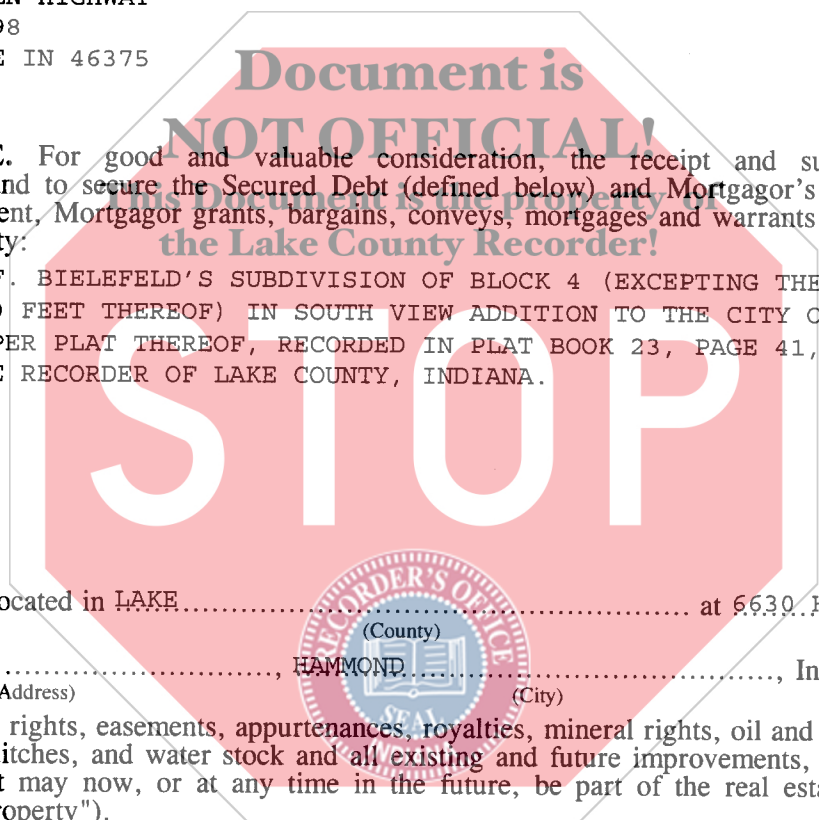 EN HIGHWAY
98
E IN 46375
Document is
NOT OFFICIAL!
This Document is the property of
the Lake County Recorder!
E. For good and valuable consideration, the receipt and su
nd to secure the Secured Debt (defined below) and Mortgagor's
ent, Mortgagor grants, bargains, conveys, mortgages and warrants
ty:
F. BIELEFELD'S SUBDIVISION OF BLOCK 4 (EXCEPTING THE
0 FEET THEREOF) IN SOUTH VIEW ADDITION TO THE CITY O
PER PLAT THEREOF, RECORDED IN PLAT BOOK 23, PAGE 41,
E RECORDER OF LAKE COUNTY, INDIANA.
STOP
ocated in LAKE at 6630 H
(County)
HAMMOND, In
Address) (City)
RECORDER'S OFFICE
SEAL
INDIANA
rights, easements, appurtenances, royalties, mineral rights, oil and
itches, and water stock and all existing and future improvements,
t may now, or at any time in the future, be part of the real esta
operty").